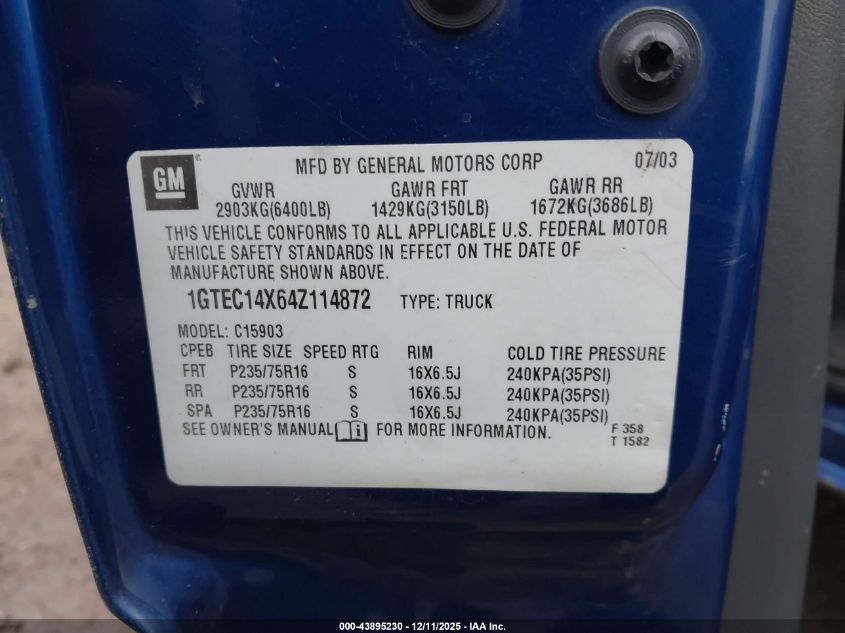 GM ® MFD BY GENERAL MOTORS CORP 07/03
GVWR GAWR FRT GAWR RR
2903KG(6400LB) 1429KG(3150LB) 1672KG(3686LB)
THIS VEHICLE CONFORMS TO ALL APPLICABLE U.S. FEDERAL MOTOR
VEHICLE SAFETY STANDARDS IN EFFECT ON THE DATE OF
MANUFACTURE SHOWN ABOVE.
1GTEC14X64Z114872 TYPE: TRUCK
MODEL: C15903
CPEB TIRE SIZE SPEED RTG RIM COLD TIRE PRESSURE
FRT P235/75R16 S 16X6.5J 240KPA(35PSI)
RR P235/75R16 S 16X6.5J 240KPA(35PSI)
SPA P235/75R16 S 16X6.5J 240KPA(35PSI)
SEE OWNER'S MANUAL i FOR MORE INFORMATION. F 358
T 1582
000-43895230 - 12/11/2025 - IAA Inc.